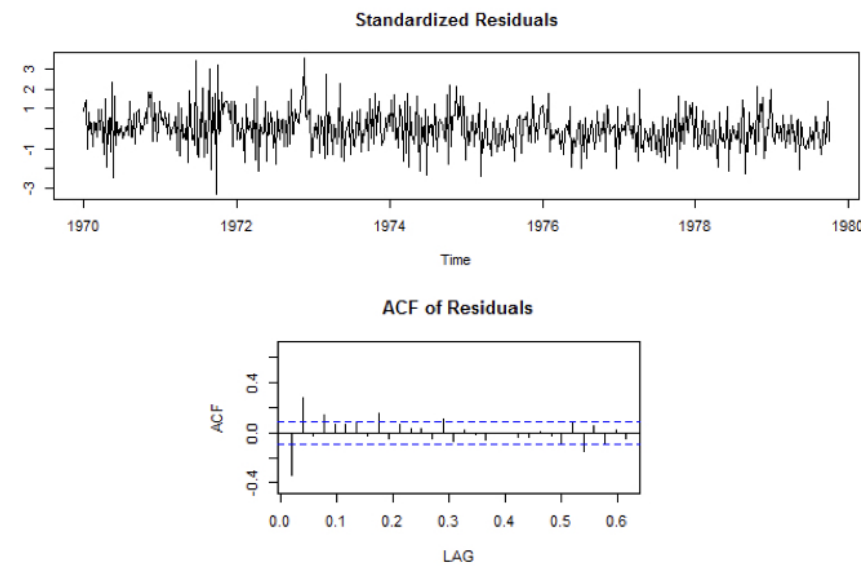 Standardized Residuals
3
2
1
-1
-3
1970 1972 1974 1976 1978 1980
Time
ACF of Residuals
ACF
0.4
0.0
-0.4
0.0 0.1 0.2 0.3 0.4 0.5 0.6
LAG